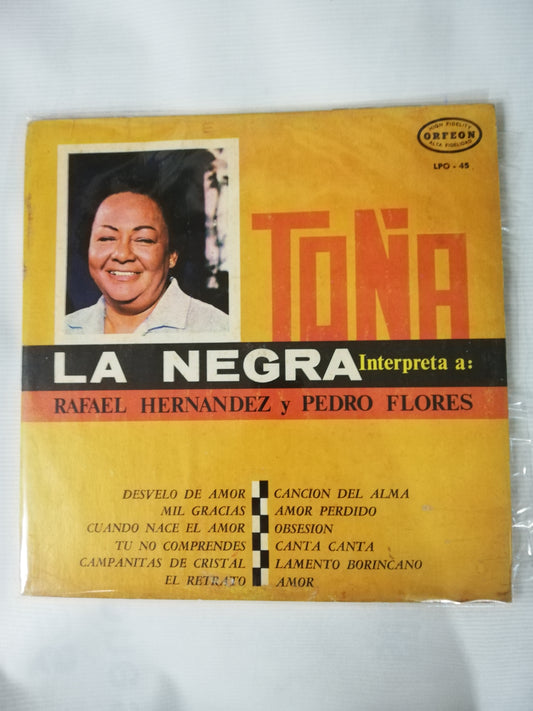 HIGH FIDELITY
ORFEON
ALTA FIDELIDAD
LPO - 45
TOÑA
LA NEGRA Interpreta a:
RAFAEL HERNANDEZ y PEDRO FLORES
DESVELO DE AMOR
MIL GRACIAS
CUANDO NACE EL AMOR
TU NO COMPRENDES
CAMPANITAS DE CRISTAL
EL RETRATO
CANCION DEL ALMA
AMOR PERDIDO
OBSESION
CANTA CANTA
LAMENTO BORINCANO
AMOR